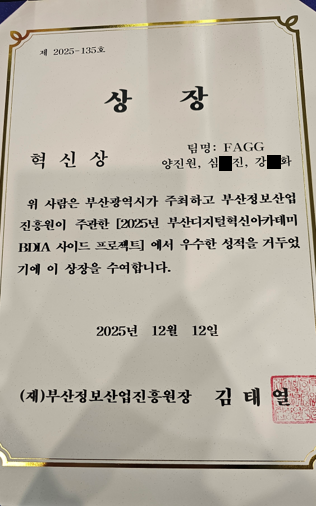 제 2025-135호
상 장
혁 신 상
팀명: FAGG
양진원, 심 진, 강 화
위 사람은 부산광역시가 주최하고 부산정보산업
진흥원이 주관한 [2025년 부산디지털혁신아카데미
BDIA 사이드 프로젝트] 에서 우수한 성적을 거두었
기에 이 상장을 수여합니다.
2025년 12월 12일
(재)부산정보산업진흥원장 김 태 열